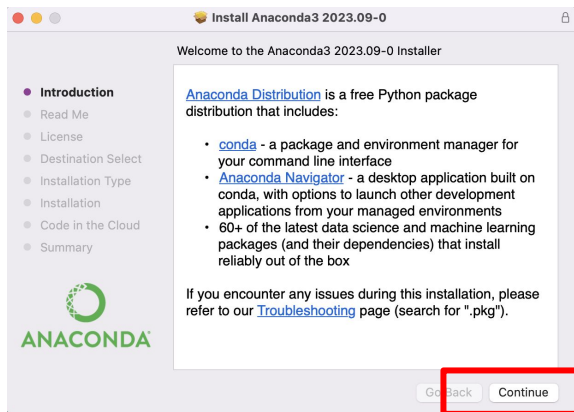 Install Anaconda3 2023.09-0
Welcome to the Anaconda3 2023.09-0 Installer
Introduction
Read Me
License
Destination Select
Installation Type
Installation
Code in the Cloud
Summary
ANACONDA®
Anaconda Distribution is a free Python package
distribution that includes:
• conda - a package and environment manager for
your command line interface
• Anaconda Navigator - a desktop application built on
conda, with options to launch other development
applications from your managed environments
• 60+ of the latest data science and machine learning
packages (and their dependencies) that install
reliably out of the box
If you encounter any issues during this installation, please
refer to our Troubleshooting page (search for ".pkg").
Go Back
Continue